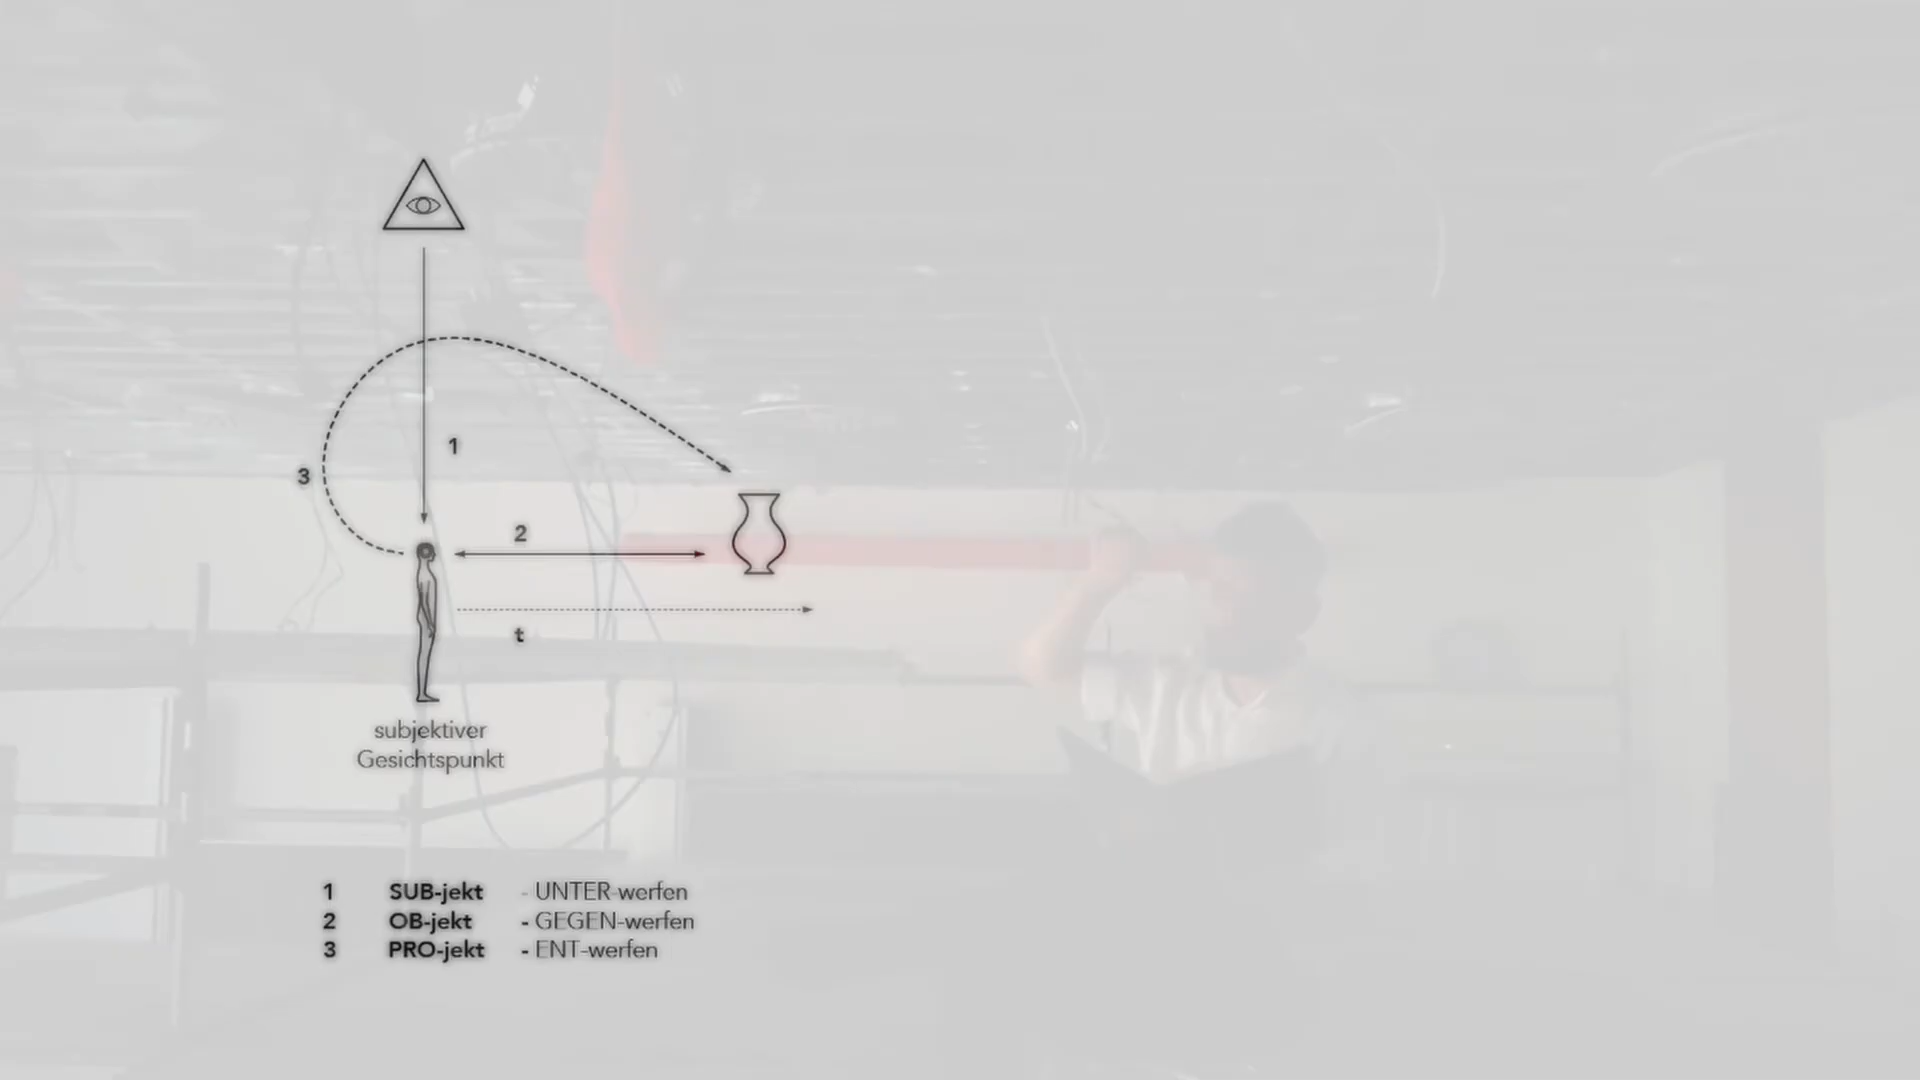 1
3
2
t
subjektiver
Gesichtspunkt
1 SUB-jekt - UNTER-werfen
2 OB-jekt - GEGEN-werfen
3 PRO-jekt - ENT-werfen